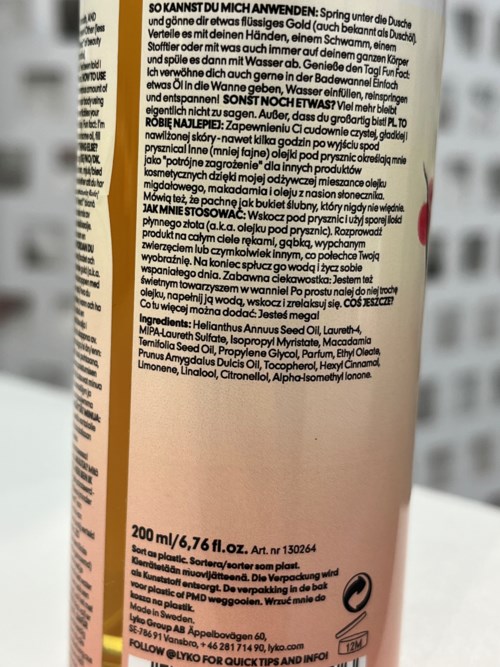 SO KANNST DU MICH ANWENDEN: Spring unter die Dusche
und gönne dir etwas flüssiges Gold (auch bekannt als Duschöl).
Verteile es mit deinen Händen, einem Schwamm, einem
Stofftier oder mit was auch immer auf deinem ganzen Körper
und spüle es dann mit Wasser ab. Genieße den Tag! Fun Fact:
Ich verwöhne dich auch gerne in der Badewanne! Einfach
etwas Öl in die Wanne geben, Wasser einfüllen, reinspringen
und entspannen! SONST NOCH ETWAS? Viel mehr bleibt
eigentlich nicht zu sagen. Außer, dass du großartig bist! PL TO
ROBIĘ NAJLEPIEJ: Zapewnieniu Ci cudownie czystej, gładkiej i
nawilżonej skóry - nawet kilka godzin po wyjściu spod
prysznica! Inne (mniej fajne) olejki pod prysznic określają mnie
jako "potrójne zagrożenie" dla innych produktów
kosmetycznych dzięki mojej odżywczej mieszance olejku
migdałowego, makadamia i oleju z nasion słonecznika.
Mówią też, że pachnę jak bukiet ślubny, który nigdy nie więdnie.
JAK MNIE STOSOWAĆ: Wskocz pod prysznic i użyj sporej ilości
płynnego złota (a.k.a. olejku pod prysznic). Rozprowadź
produkt na całym ciele rękami, gąbką, wypchanym
zwierzęciem lub czymkolwiek innym, co połechce Twoją
wyobraźnię. Na koniec spłucz go wodą i życz sobie
wspaniałego dnia. Zabawna ciekawostka: Jestem też
świetnym towarzyszem w wannie! Po prostu nalej do niej trochę
olejku, napełnij ją wodą, wskocz i zrelaksuj się. COŚ JESZCZE?
Co tu więcej można dodać: Jesteś mega!
Ingredients: Helianthus Annuus Seed Oil, Laureth-4,
MIPA-Laureth Sulfate, Isopropyl Myristate, Macadamia
Ternifolia Seed Oil, Propylene Glycol, Parfum, Ethyl Oleate,
Prunus Amygdalus Dulcis Oil, Tocopherol, Hexyl Cinnamal,
Limonene, Linalool, Citronellol, Alpha-Isomethyl Ionone.
200 ml/6,76 fl.oz. Art. nr 130264
Sort as plastic. Sortera/sorter som plast.
Kierrätetään muovijätteenä. Die Verpackung wird
als Kunststoff entsorgt. De verpakking in de bak
voor plastic of PMD weggooien. Wrzuć mnie do
kosza na plastik.
Made in Sweden.
Lyko Group AB Äppelbovägen 60,
SE-786 91 Vansbro, +46 281 714 90, lyko.com
FOLLOW @LYKO FOR QUICK TIPS AND INFO!
12M